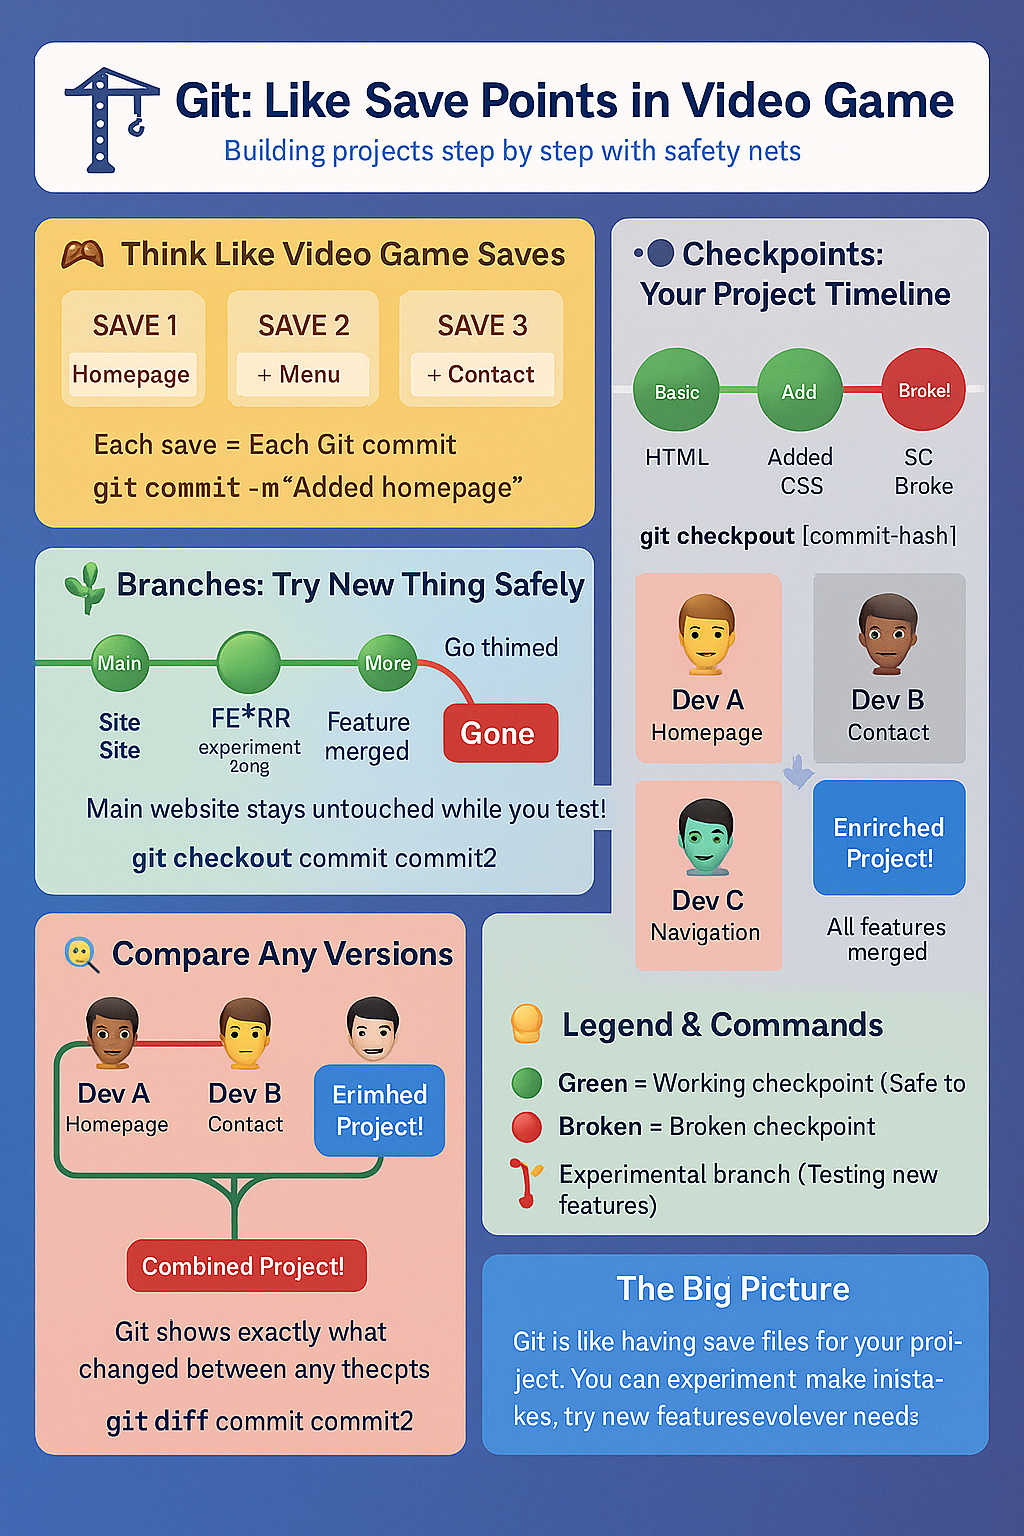 Git: Like Save Points in Video Game
Building projects step by step with safety nets
Think Like Video Game Saves
SAVE 1
Homepage
SAVE 2
+ Menu
SAVE 3
+ Contact
Each save = Each Git commit
git commit -m “Added homepage”
Checkpoints:
Your Project Timeline
Basic
Add
Broke!
HTML
Added
CSS
SC
Broke
git checkpout [commit-hash]
Dev A
Homepage
Dev B
Contact
Dev C
Navigation
Enrirched
Project!
All features
merged
Branches: Try New Thing Safely
Main
More
Go thimed
Gone
Site
Site
FE*RR
experiment
2ong
Feature
merged
Main website stays untouched while you test!
git checkout commit commit2
Compare Any Versions
Dev A
Homepage
Dev B
Contact
Erimhed
Project!
Combined Project!
Git shows exactly what
changed between any thecpts
git diff commit commit2
Legend & Commands
Green = Working checkpoint (Safe to
Broken = Broken checkpoint
Experimental branch (Testing new
features)
The Big Picture
Git is like having save files for your proi-
ject. You can experiment make inista-
kes, try new featuresevolever needs